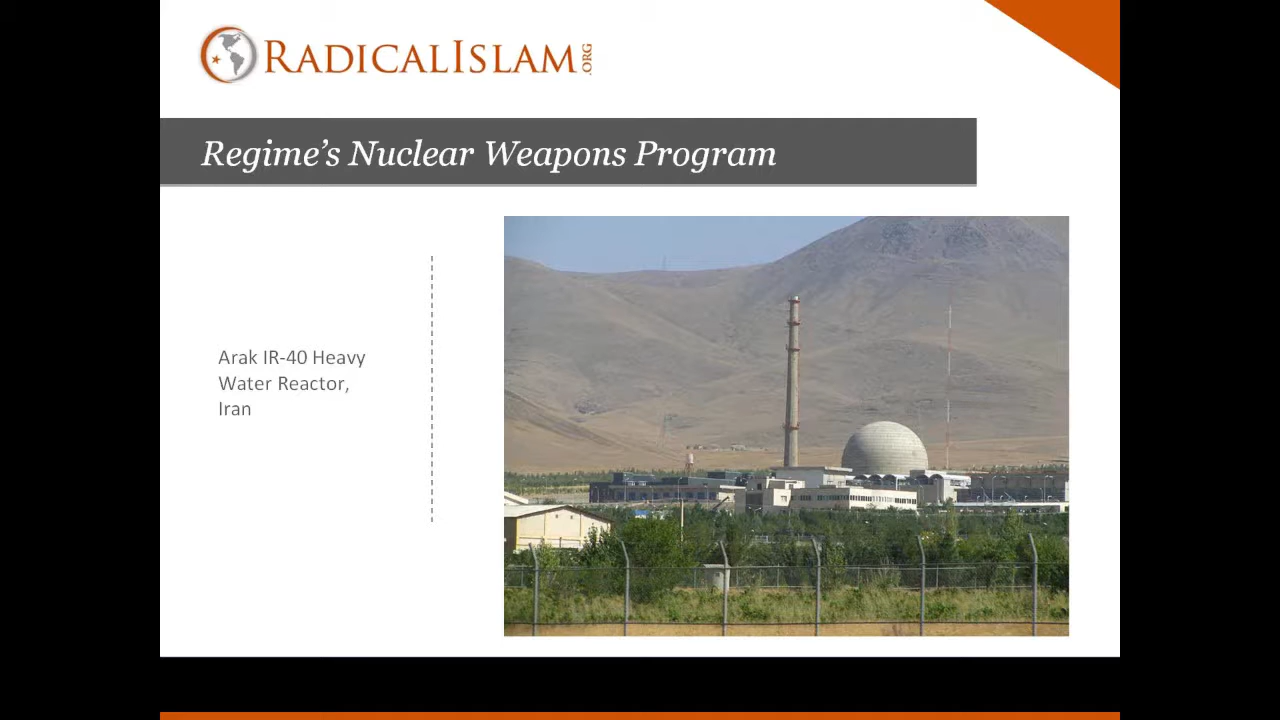 RADICALISLAM.ORG
Regime's Nuclear Weapons Program
Arak IR-40 Heavy
Water Reactor,
Iran